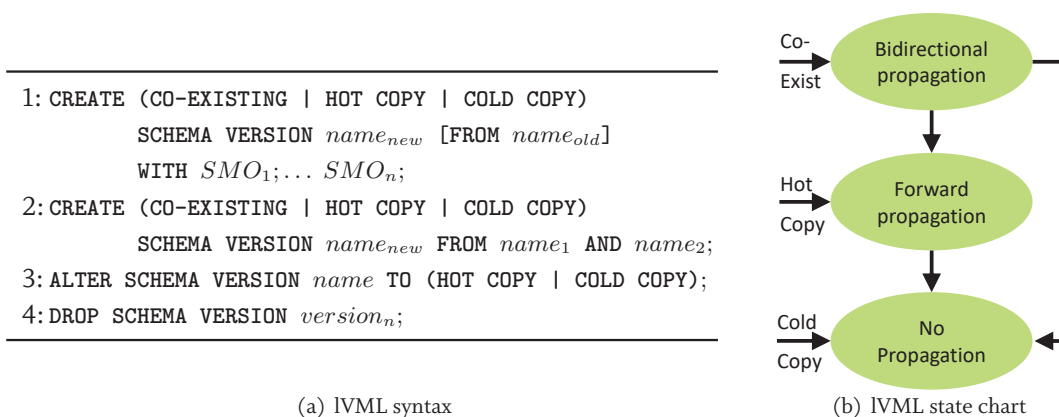 1: CREATE (CO-EXISTING | HOT COPY | COLD COPY)
SCHEMA VERSION name_new [FROM name_old]
WITH SMO_1;... SMO_n;
2: CREATE (CO-EXISTING | HOT COPY | COLD COPY)
SCHEMA VERSION name_new FROM name_1 AND name_2;
3: ALTER SCHEMA VERSION name TO (HOT COPY | COLD COPY);
4: DROP SCHEMA VERSION version_n;
(a) lVML syntax
Co-
Exist
Bidirectional
propagation
Hot
Copy
Forward
propagation
Cold
Copy
No
Propagation
(b) lVML state chart